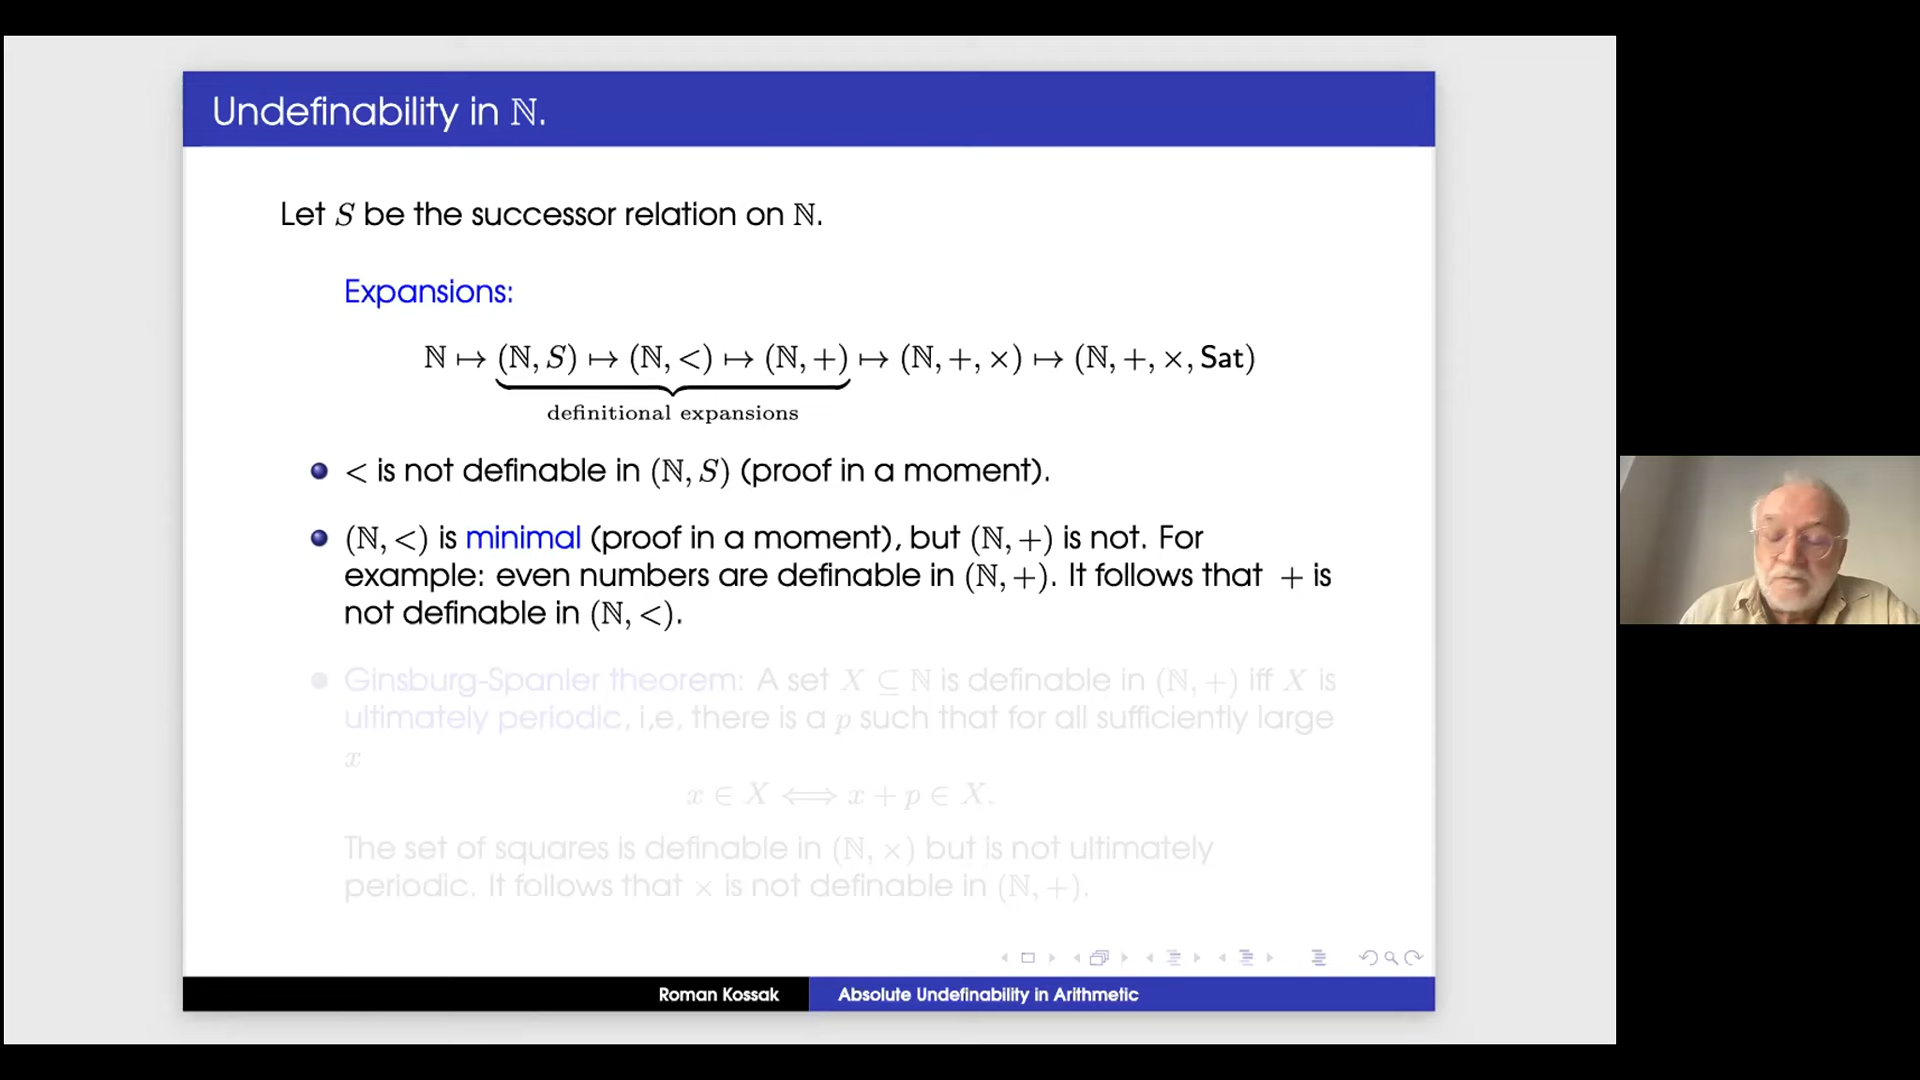 Undefinability in ℕ.
Let S be the successor relation on ℕ.
Expansions:
ℕ ↦ (ℕ, S) ↦ (ℕ, <) ↦ (ℕ, +) ↦ (ℕ, +, ×) ↦ (ℕ, +, ×, Sat)
definitional expansions
< is not definable in (ℕ, S) (proof in a moment).
(ℕ, <) is minimal (proof in a moment), but (ℕ, +) is not. For
example: even numbers are definable in (ℕ, +). It follows that + is
not definable in (ℕ, <).
Ginsburg-Spanier theorem: A set X ⊆ ℕ is definable in (ℕ, +) iff X is
ultimately periodic, i,e, there is a p such that for all sufficiently large
x
x ∈ X ⟺ x + p ∈ X.
The set of squares is definable in (ℕ, ×) but is not ultimately
periodic. It follows that × is not definable in (ℕ, +).
Roman Kossak
Absolute Undefinability in Arithmetic